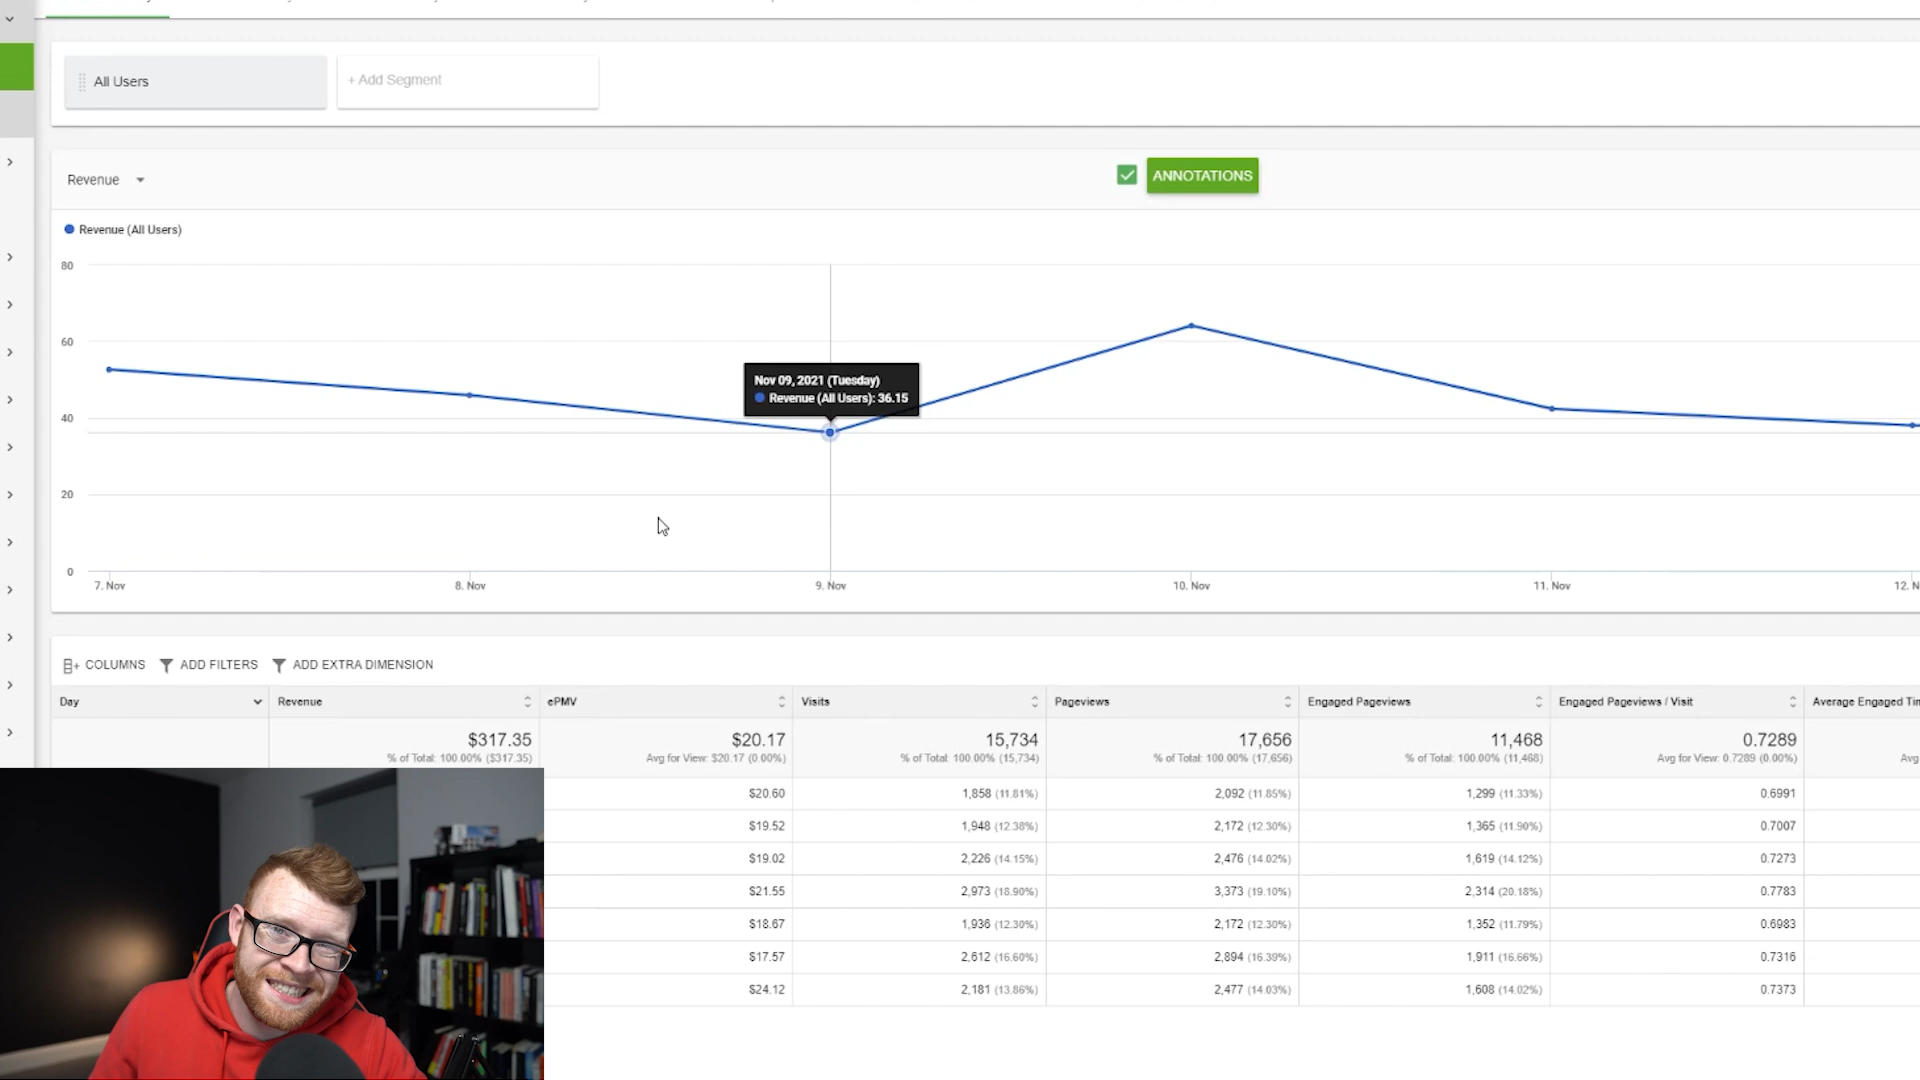 All Users
+ Add Segment
Revenue
ANNOTATIONS
Revenue (All Users)
80
60
40
20
0
Nov 09, 2021 (Tuesday)
Revenue (All Users): 36.15
7. Nov
8. Nov
9. Nov
10. Nov
11. Nov
12. N
COLUMNS ADD FILTERS ADD EXTRA DIMENSION
Day Revenue ePMV Visits Pageviews Engaged Pageviews Engaged Pageviews / Visit Average Engaged Tin
$317.35 $20.17 15,734 17,656 11,468 0.7289
% of Total: 100.00% ($317.35) Avg for View: $20.17 (0.00%) % of Total: 100.00% (15,734) % of Total: 100.00% (17,656) % of Total: 100.00% (11,468) Avg for View: 0.7289 (0.00%) Avg
$20.60 1,858 (11.81%) 2,092 (11.85%) 1,299 (11.33%) 0.6991
$19.52 1,948 (12.38%) 2,172 (12.30%) 1,365 (11.90%) 0.7007
$19.02 2,226 (14.15%) 2,476 (14.02%) 1,619 (14.12%) 0.7273
$21.55 2,973 (18.90%) 3,373 (19.10%) 2,314 (20.18%) 0.7783
$18.67 1,936 (12.30%) 2,172 (12.30%) 1,352 (11.79%) 0.6983
$17.57 2,612 (16.60%) 2,894 (16.39%) 1,911 (16.66%) 0.7316
$24.12 2,181 (13.86%) 2,477 (14.03%) 1,608 (14.02%) 0.7373